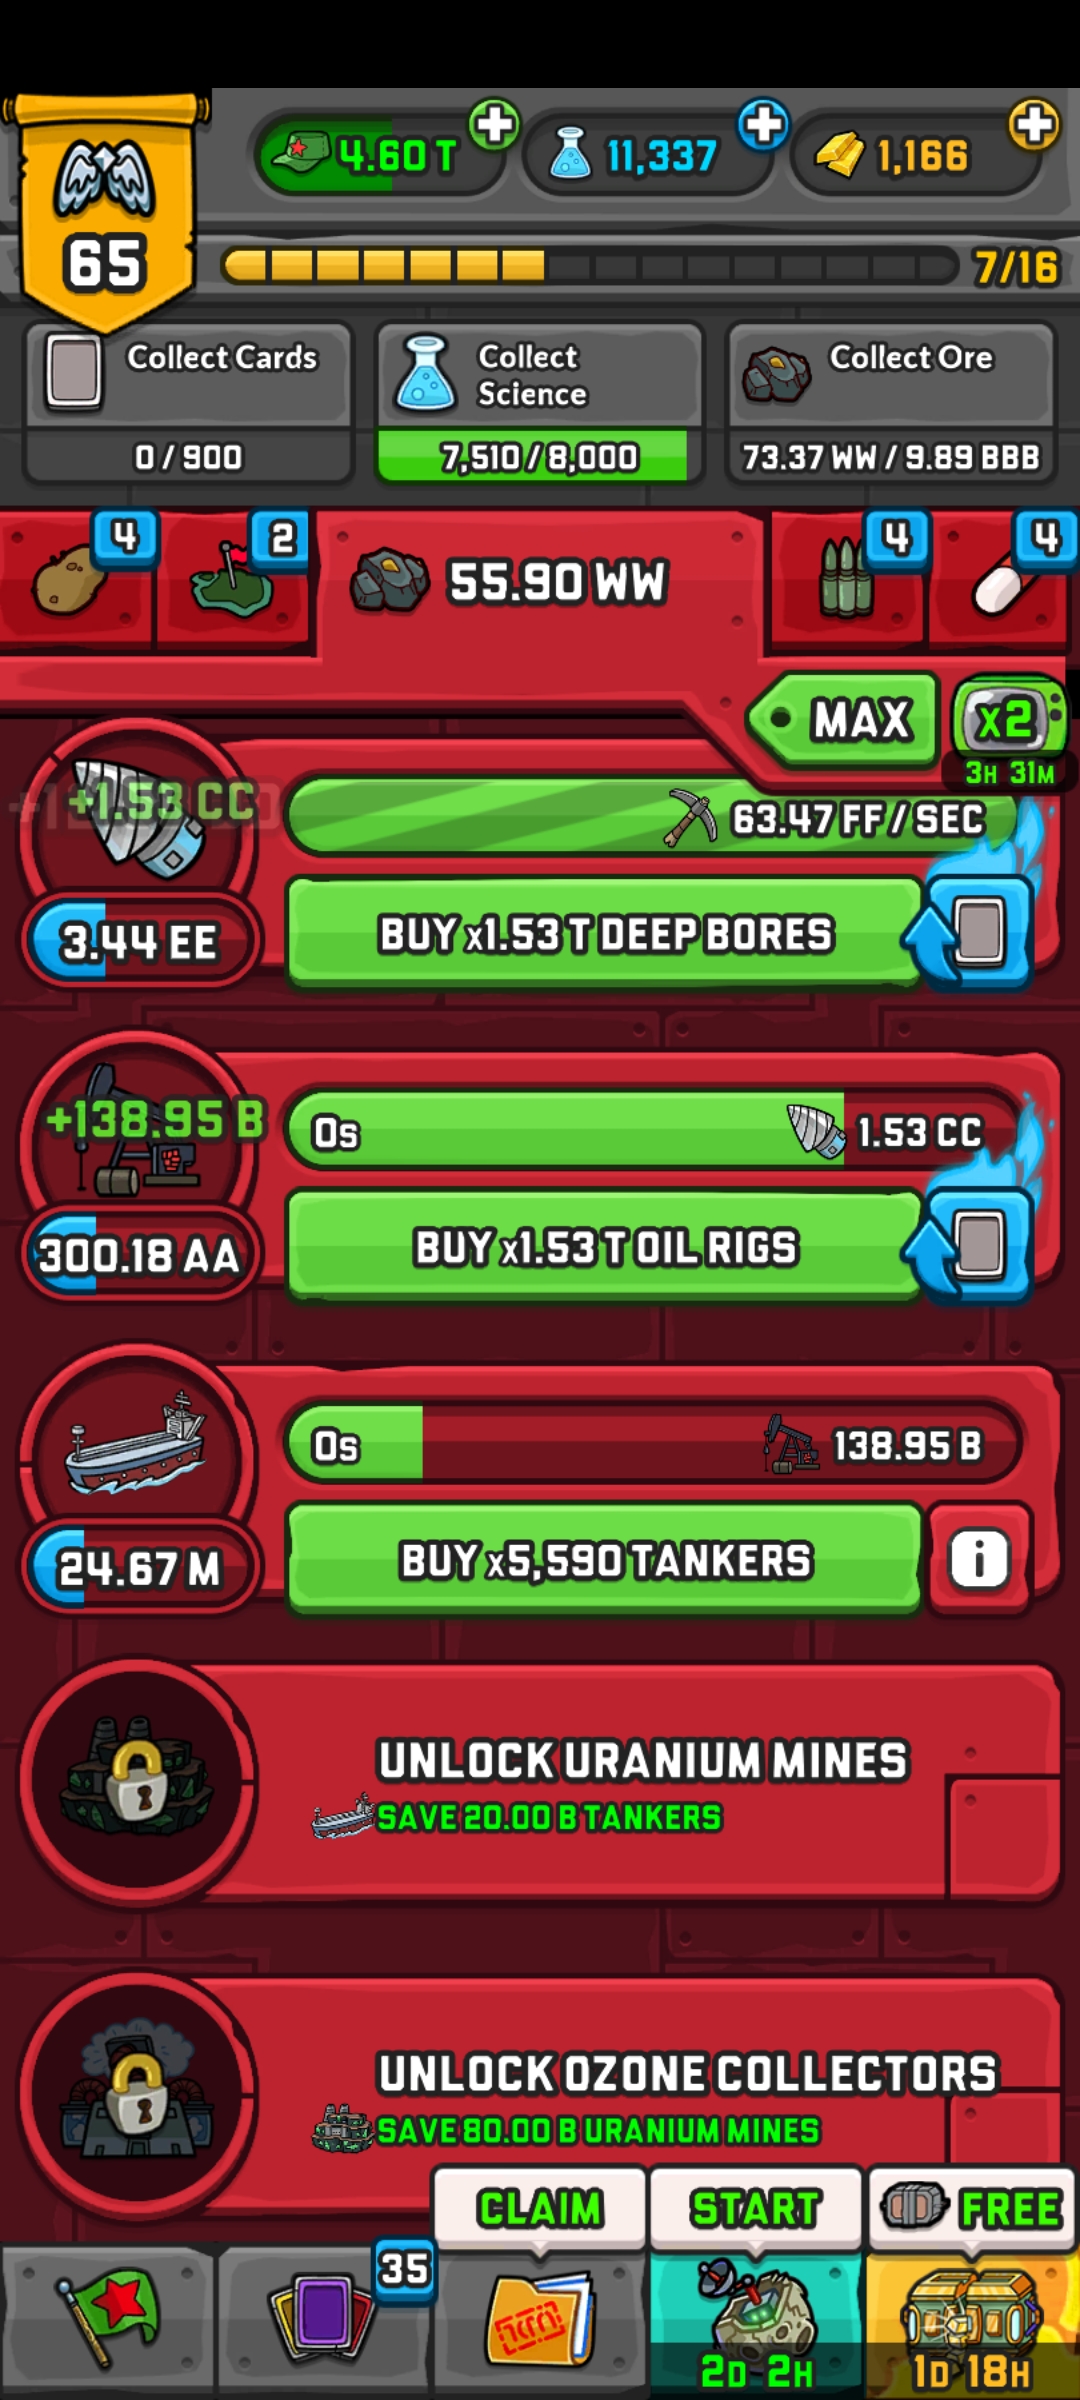 65
4.60 T
11,337
1,166
7/16
Collect Cards
0 / 900
Collect
Science
7,510 / 8,000
Collect Ore
73.37 WW / 9.89 BBB
4
2
55.90 WW
4
4
MAX
x2
3H 31M
+1.53 CC
63.47 FF / SEC
3.44 EE
BUY x1.53 T DEEP BORES
+138.95 B
0s
1.53 CC
300.18 AA
BUY x1.53 T OIL RIGS
0s
138.95 B
24.67 M
BUY x5,590 TANKERS
i
UNLOCK URANIUM MINES
SAVE 20.00 B TANKERS
UNLOCK OZONE COLLECTORS
SAVE 80.00 B URANIUM MINES
CLAIM
START
FREE
35
2D 2H
1D 18H